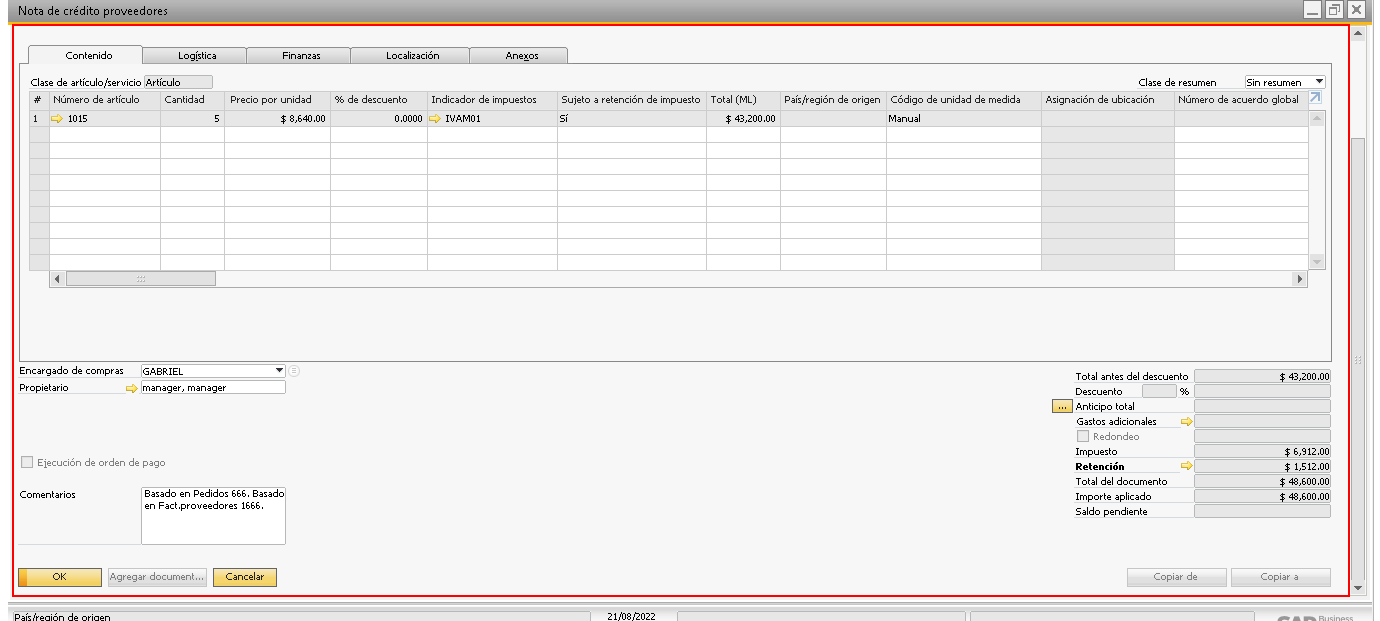 Nota de crédito proveedores
Contenido Logística Finanzas Localización Anexos
Clase de artículo/servicio Artículo Clase de resumen Sin resumen
# Número de artículo Cantidad Precio por unidad % de descuento Indicador de impuestos Sujeto a retención de impuesto Total (ML) País/región de origen Código de unidad de medida Asignación de ubicación Número de acuerdo global
1 1015 5 $ 8,640.00 0.0000 IVAM01 Sí $ 43,200.00 Manual
Encargado de compras GABRIEL
Propietario manager, manager
Total antes del descuento $ 43,200.00
Descuento %
... Anticipo total
Gastos adicionales
Redondeo
Impuesto $ 6,912.00
Retención $ 1,512.00
Total del documento $ 48,600.00
Importe aplicado $ 48,600.00
Saldo pendiente
Ejecución de orden de pago
Comentarios Basado en Pedidos 666. Basado
en Fact.proveedores 1666.
OK Agregar document... Cancelar Copiar de Copiar a
País/región de origen 21/08/2022 SAP Business